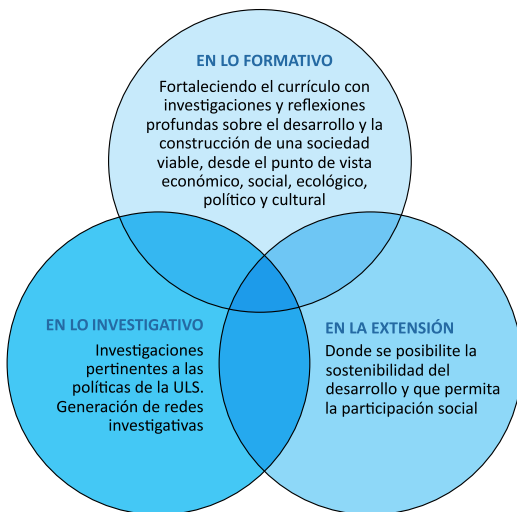 EN LO FORMATIVO
Fortaleciendo el currículo con
investigaciones y reflexiones
profundas sobre el desarrollo y la
construcción de una sociedad
viable, desde el punto de vista
económico, social, ecológico,
político y cultural
EN LO INVESTIGATIVO
Investigaciones
pertinentes a las
políticas de la ULS.
Generación de redes
investigativas
EN LA EXTENSIÓN
Donde se posibilite la
sostenibilidad del
desarrollo y que permita
la participación social